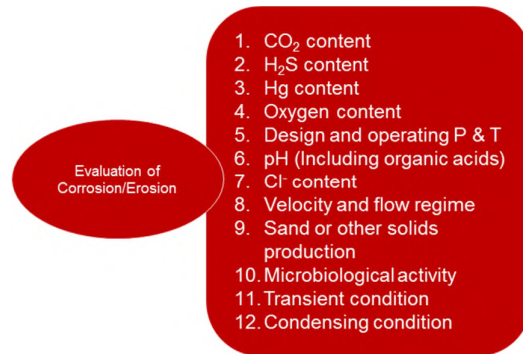 Evaluation of
Corrosion/Erosion
1. CO₂ content
2. H₂S content
3. Hg content
4. Oxygen content
5. Design and operating P & T
6. pH (Including organic acids)
7. Cl⁻ content
8. Velocity and flow regime
9. Sand or other solids
production
10. Microbiological activity
11. Transient condition
12. Condensing condition